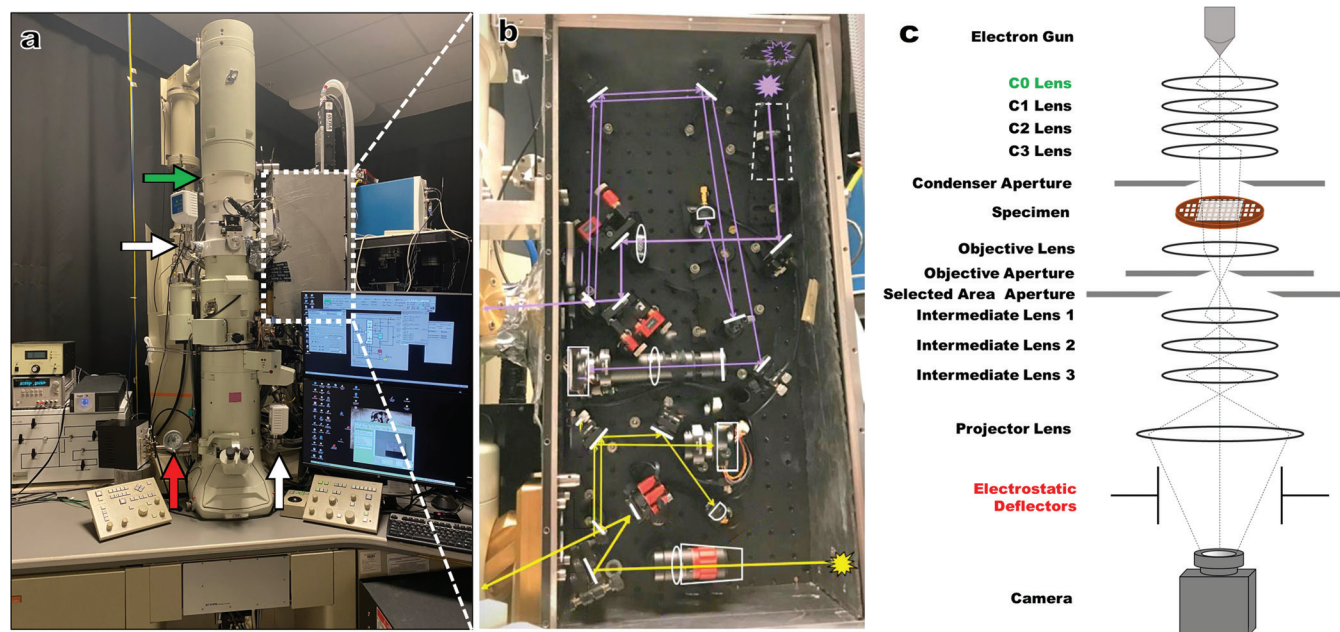 a
b
c
Electron Gun
C0 Lens
C1 Lens
C2 Lens
C3 Lens
Condenser Aperture
Specimen
Objective Lens
Objective Aperture
Selected Area Aperture
Intermediate Lens 1
Intermediate Lens 2
Intermediate Lens 3
Projector Lens
Electrostatic
Deflectors
Camera